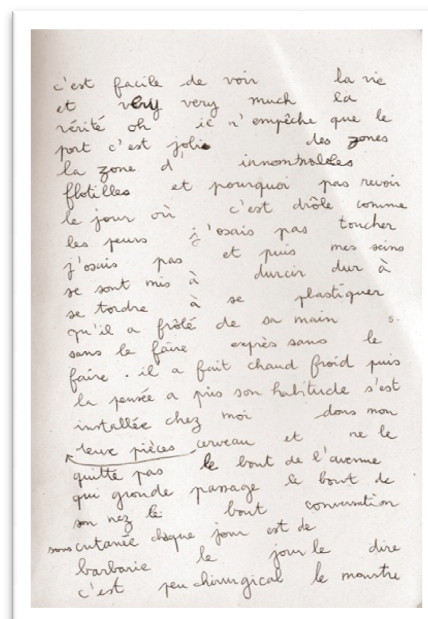 c'est facile de voir la vie
et very very much la
vérité oh ic n'empêche que le
port c'est jolie des zones
la zone d' innombrables
flotilles et pourquoi pas revoir
le jour où c'est drôle comme
les peurs j'osais pas toucher
j'osais pas et puis mes seins
se sont mis à durcir dur à
se tordre à se plastiquer
qu'il a frôlé de sa main s-
sans le faire exprès sans le
faire. il a fait chaud froid puis
la pensée a pris son habitude s'est
installée chez moi dans mon
leux pièces cerveau et ne le
quitte pas le bout de l'avenue
qui gronde passage le bout de
son nez le bout conversation
sous cutanée chaque jour est de
barbarie le jour le dire
c'est peu chirurgical le monstre